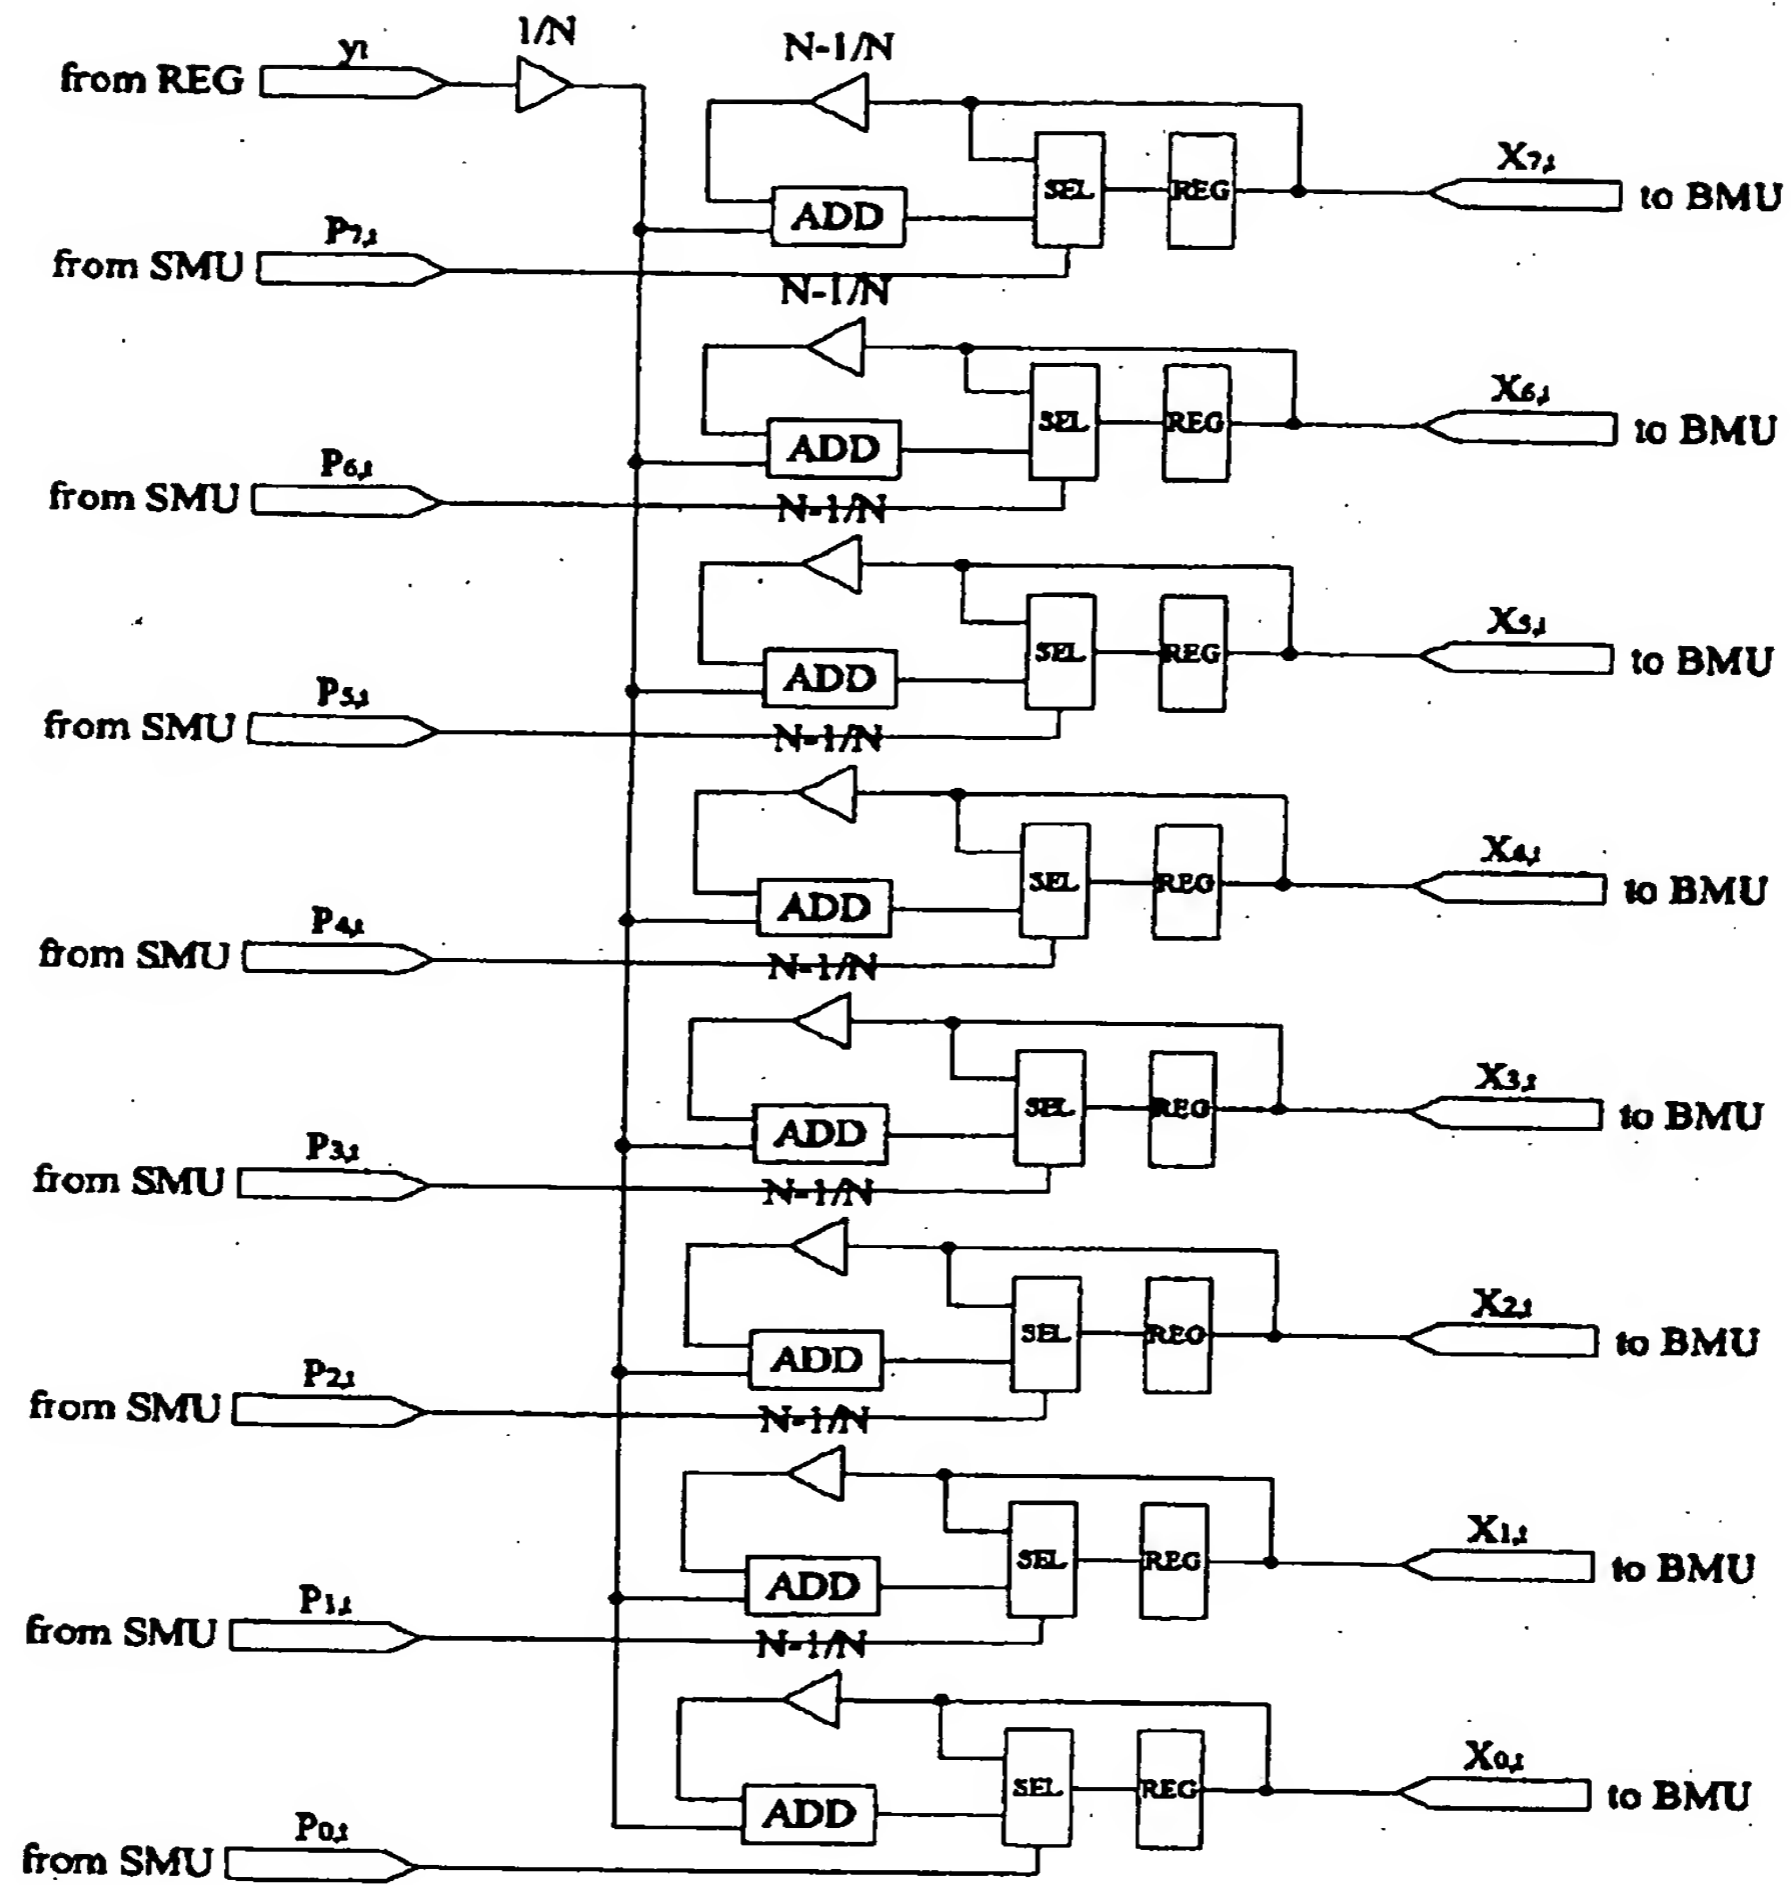 1/N
yt
from REG
N-1/N
X7,t
SEL
REG
to BMU
ADD
P7,t
from SMU
N-1/N
X6,t
SEL
REG
to BMU
ADD
P6,t
from SMU
N-1/N
X5,t
SEL
REG
to BMU
ADD
P5,t
from SMU
N-1/N
X4,t
SEL
REG
to BMU
ADD
P4,t
from SMU
N-1/N
X3,t
SEL
REG
to BMU
ADD
P3,t
from SMU
N-1/N
X2,t
SEL
REG
to BMU
ADD
P2,t
from SMU
N-1/N
X1,t
SEL
REG
to BMU
ADD
P1,t
from SMU
N-1/N
X0,t
SEL
REG
to BMU
ADD
P0,t
from SMU